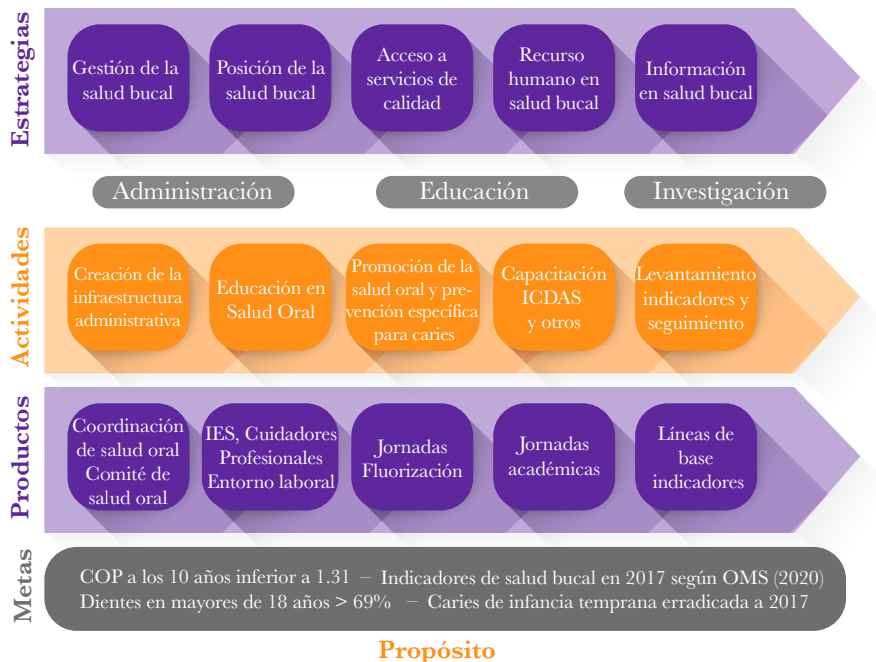 Estrategias
Gestión de la
salud bucal
Posición de la
salud bucal
Acceso a
servicios de
calidad
Recurso
humano en
salud bucal
Información
en salud bucal
Administración
Educación
Investigación
Actividades
Creación de la
infraestructura
administrativa
Educación en
Salud Oral
Promoción de la
salud oral y pre-
vención específica
para caries
Capacitación
ICDAS
y otros
Levantamiento
indicadores y
seguimiento
Productos
Coordinación
de salud oral
Comité de
salud oral
IES, Cuidadores
Profesionales
Entorno laboral
Jornadas
Fluorización
Jornadas
académicas
Líneas de
base
indicadores
Metas
COP a los 10 años inferior a 1.31 – Indicadores de salud bucal en 2017 según OMS (2020)
Dientes en mayores de 18 años > 69% – Caries de infancia temprana erradicada a 2017
Propósito